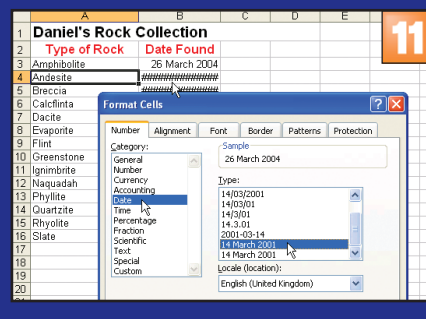 11
A B C D E
1 Daniel's Rock Collection
2 Type of Rock Date Found
3 Amphibolite 26 March 2004
4 Andesite ##############
5 Breccia ##############
6 Calcflinta
7 Dacite
8 Evaporite
9 Flint
10 Greenstone
11 Ignimbrite
12 Naquadah
13 Phyllite
14 Quartzite
15 Rhyolite
16 Slate
17
18
19
20
Format Cells
Number Alignment Font Border Patterns Protection
Category:
General
Number
Currency
Accounting
Date
Time
Percentage
Fraction
Scientific
Text
Special
Custom
Sample
26 March 2004
Type:
14/03/2001
14/03/01
14/3/01
14.3.01
2001-03-14
14 March 2001
14 March 2001
Locale (location):
English (United Kingdom)